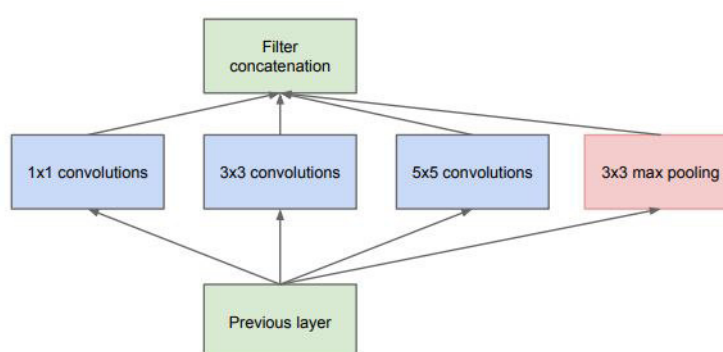 Filter
concatenation
1x1 convolutions
3x3 convolutions
5x5 convolutions
3x3 max pooling
Previous layer